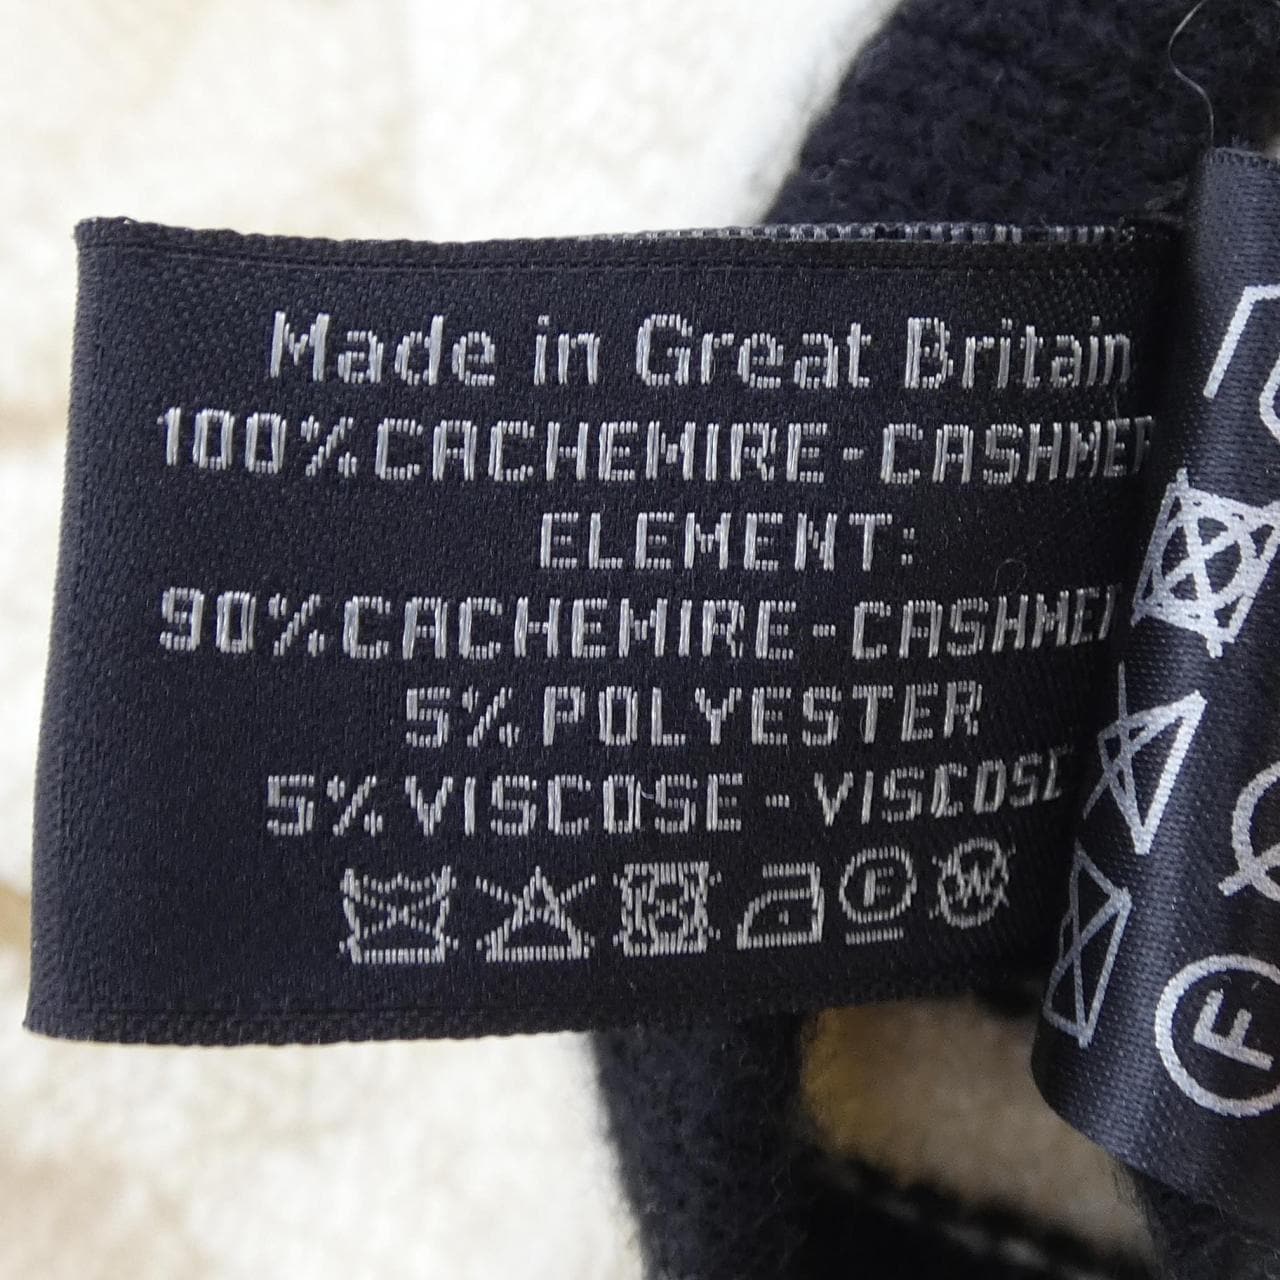 Made in Great Britain
100% CACHEMIRE - CASHMER
ELEMENT:
90% CACHEMIRE - CASHMER
5% POLYESTER
5% VISCOSE - VISCOSE
F W
F